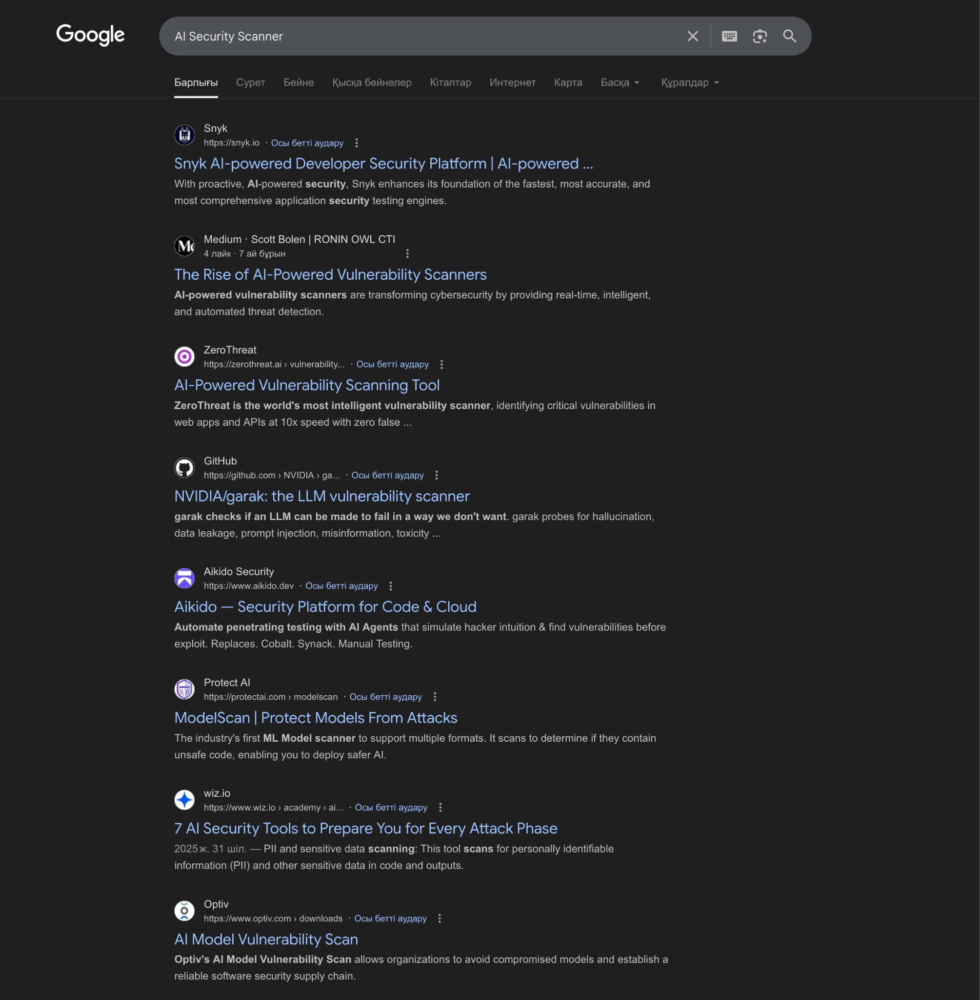 Google
AI Security Scanner
Барлығы Сурет Бейне Қысқа бейнелер Кітаптар Интернет Карта Басқа Құралдар
Snyk
https://snyk.io · Осы бетті аудару
Snyk AI-powered Developer Security Platform | AI-powered ...
With proactive, AI-powered security, Snyk enhances its foundation of the fastest, most accurate, and
most comprehensive application security testing engines.
Medium · Scott Bolen | RONIN OWL CTI
4 лайк · 7 ай бұрын
The Rise of AI-Powered Vulnerability Scanners
AI-powered vulnerability scanners are transforming cybersecurity by providing real-time, intelligent,
and automated threat detection.
ZeroThreat
https://zerothreat.ai › vulnerability... · Осы бетті аудару
AI-Powered Vulnerability Scanning Tool
ZeroThreat is the world's most intelligent vulnerability scanner, identifying critical vulnerabilities in
web apps and APIs at 10x speed with zero false ...
GitHub
https://github.com › NVIDIA › ga... · Осы бетті аудару
NVIDIA/garak: the LLM vulnerability scanner
garak checks if an LLM can be made to fail in a way we don't want. garak probes for hallucination,
data leakage, prompt injection, misinformation, toxicity ...
Aikido Security
https://www.aikido.dev · Осы бетті аудару
Aikido — Security Platform for Code & Cloud
Automate penetrating testing with AI Agents that simulate hacker intuition & find vulnerabilities before
exploit. Replaces. Cobalt. Synack. Manual Testing.
Protect AI
https://protectai.com › modelscan · Осы бетті аудару
ModelScan | Protect Models From Attacks
The industry's first ML Model scanner to support multiple formats. It scans to determine if they contain
unsafe code, enabling you to deploy safer AI.
wiz.io
https://www.wiz.io › academy › ai... · Осы бетті аудару
7 AI Security Tools to Prepare You for Every Attack Phase
2025 ж. 31 шіл. — PII and sensitive data scanning: This tool scans for personally identifiable
information (PII) and other sensitive data in code and outputs.
Optiv
https://www.optiv.com › downloads · Осы бетті аудару
AI Model Vulnerability Scan
Optiv's AI Model Vulnerability Scan allows organizations to avoid compromised models and establish a
reliable software security supply chain.